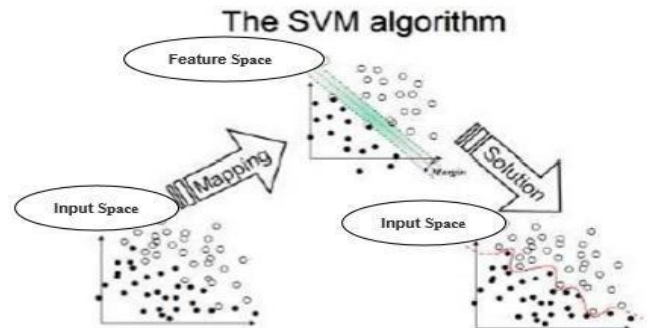 The SVM algorithm
Feature Space
Margin
Mapping
Solution
Input Space
Input Space